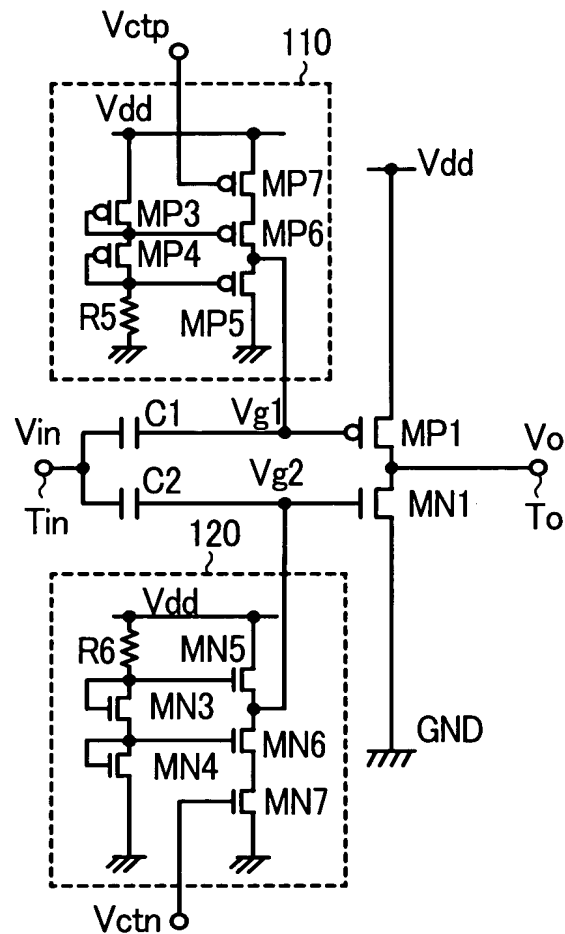 Vctp
110
Vdd
Vdd
MP7
MP3
MP6
MP4
R5
MP5
C1
Vg1
Vin
MP1
Vo
C2
Vg2
Tin
MN1
To
120
Vdd
R6
MN5
MN3
GND
MN6
MN4
MN7
Vctn